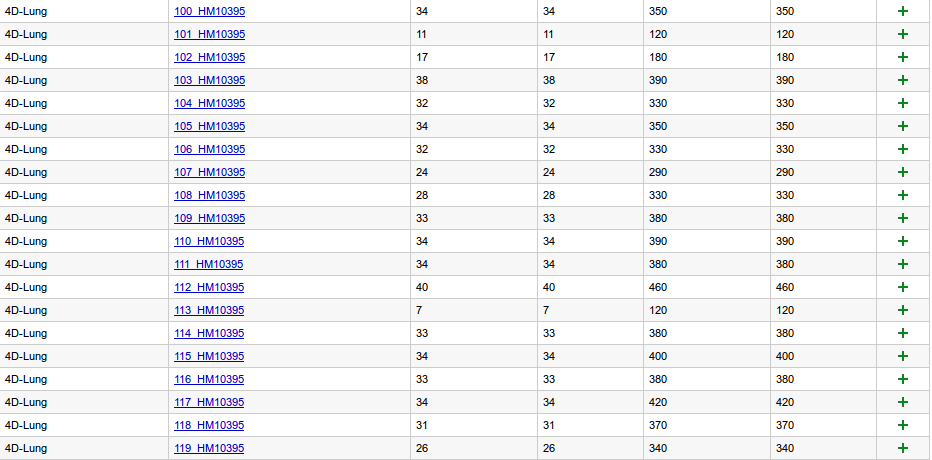 4D-Lung 100_HM10395 34 34 350 350
4D-Lung 101_HM10395 11 11 120 120
4D-Lung 102_HM10395 17 17 180 180
4D-Lung 103_HM10395 38 38 390 390
4D-Lung 104_HM10395 32 32 330 330
4D-Lung 105_HM10395 34 34 350 350
4D-Lung 106_HM10395 32 32 330 330
4D-Lung 107_HM10395 24 24 290 290
4D-Lung 108_HM10395 28 28 330 330
4D-Lung 109_HM10395 33 33 380 380
4D-Lung 110_HM10395 34 34 390 390
4D-Lung 111_HM10395 34 34 380 380
4D-Lung 112_HM10395 40 40 460 460
4D-Lung 113_HM10395 7 7 120 120
4D-Lung 114_HM10395 33 33 380 380
4D-Lung 115_HM10395 34 34 400 400
4D-Lung 116_HM10395 33 33 380 380
4D-Lung 117_HM10395 34 34 420 420
4D-Lung 118_HM10395 31 31 370 370
4D-Lung 119_HM10395 26 26 340 340